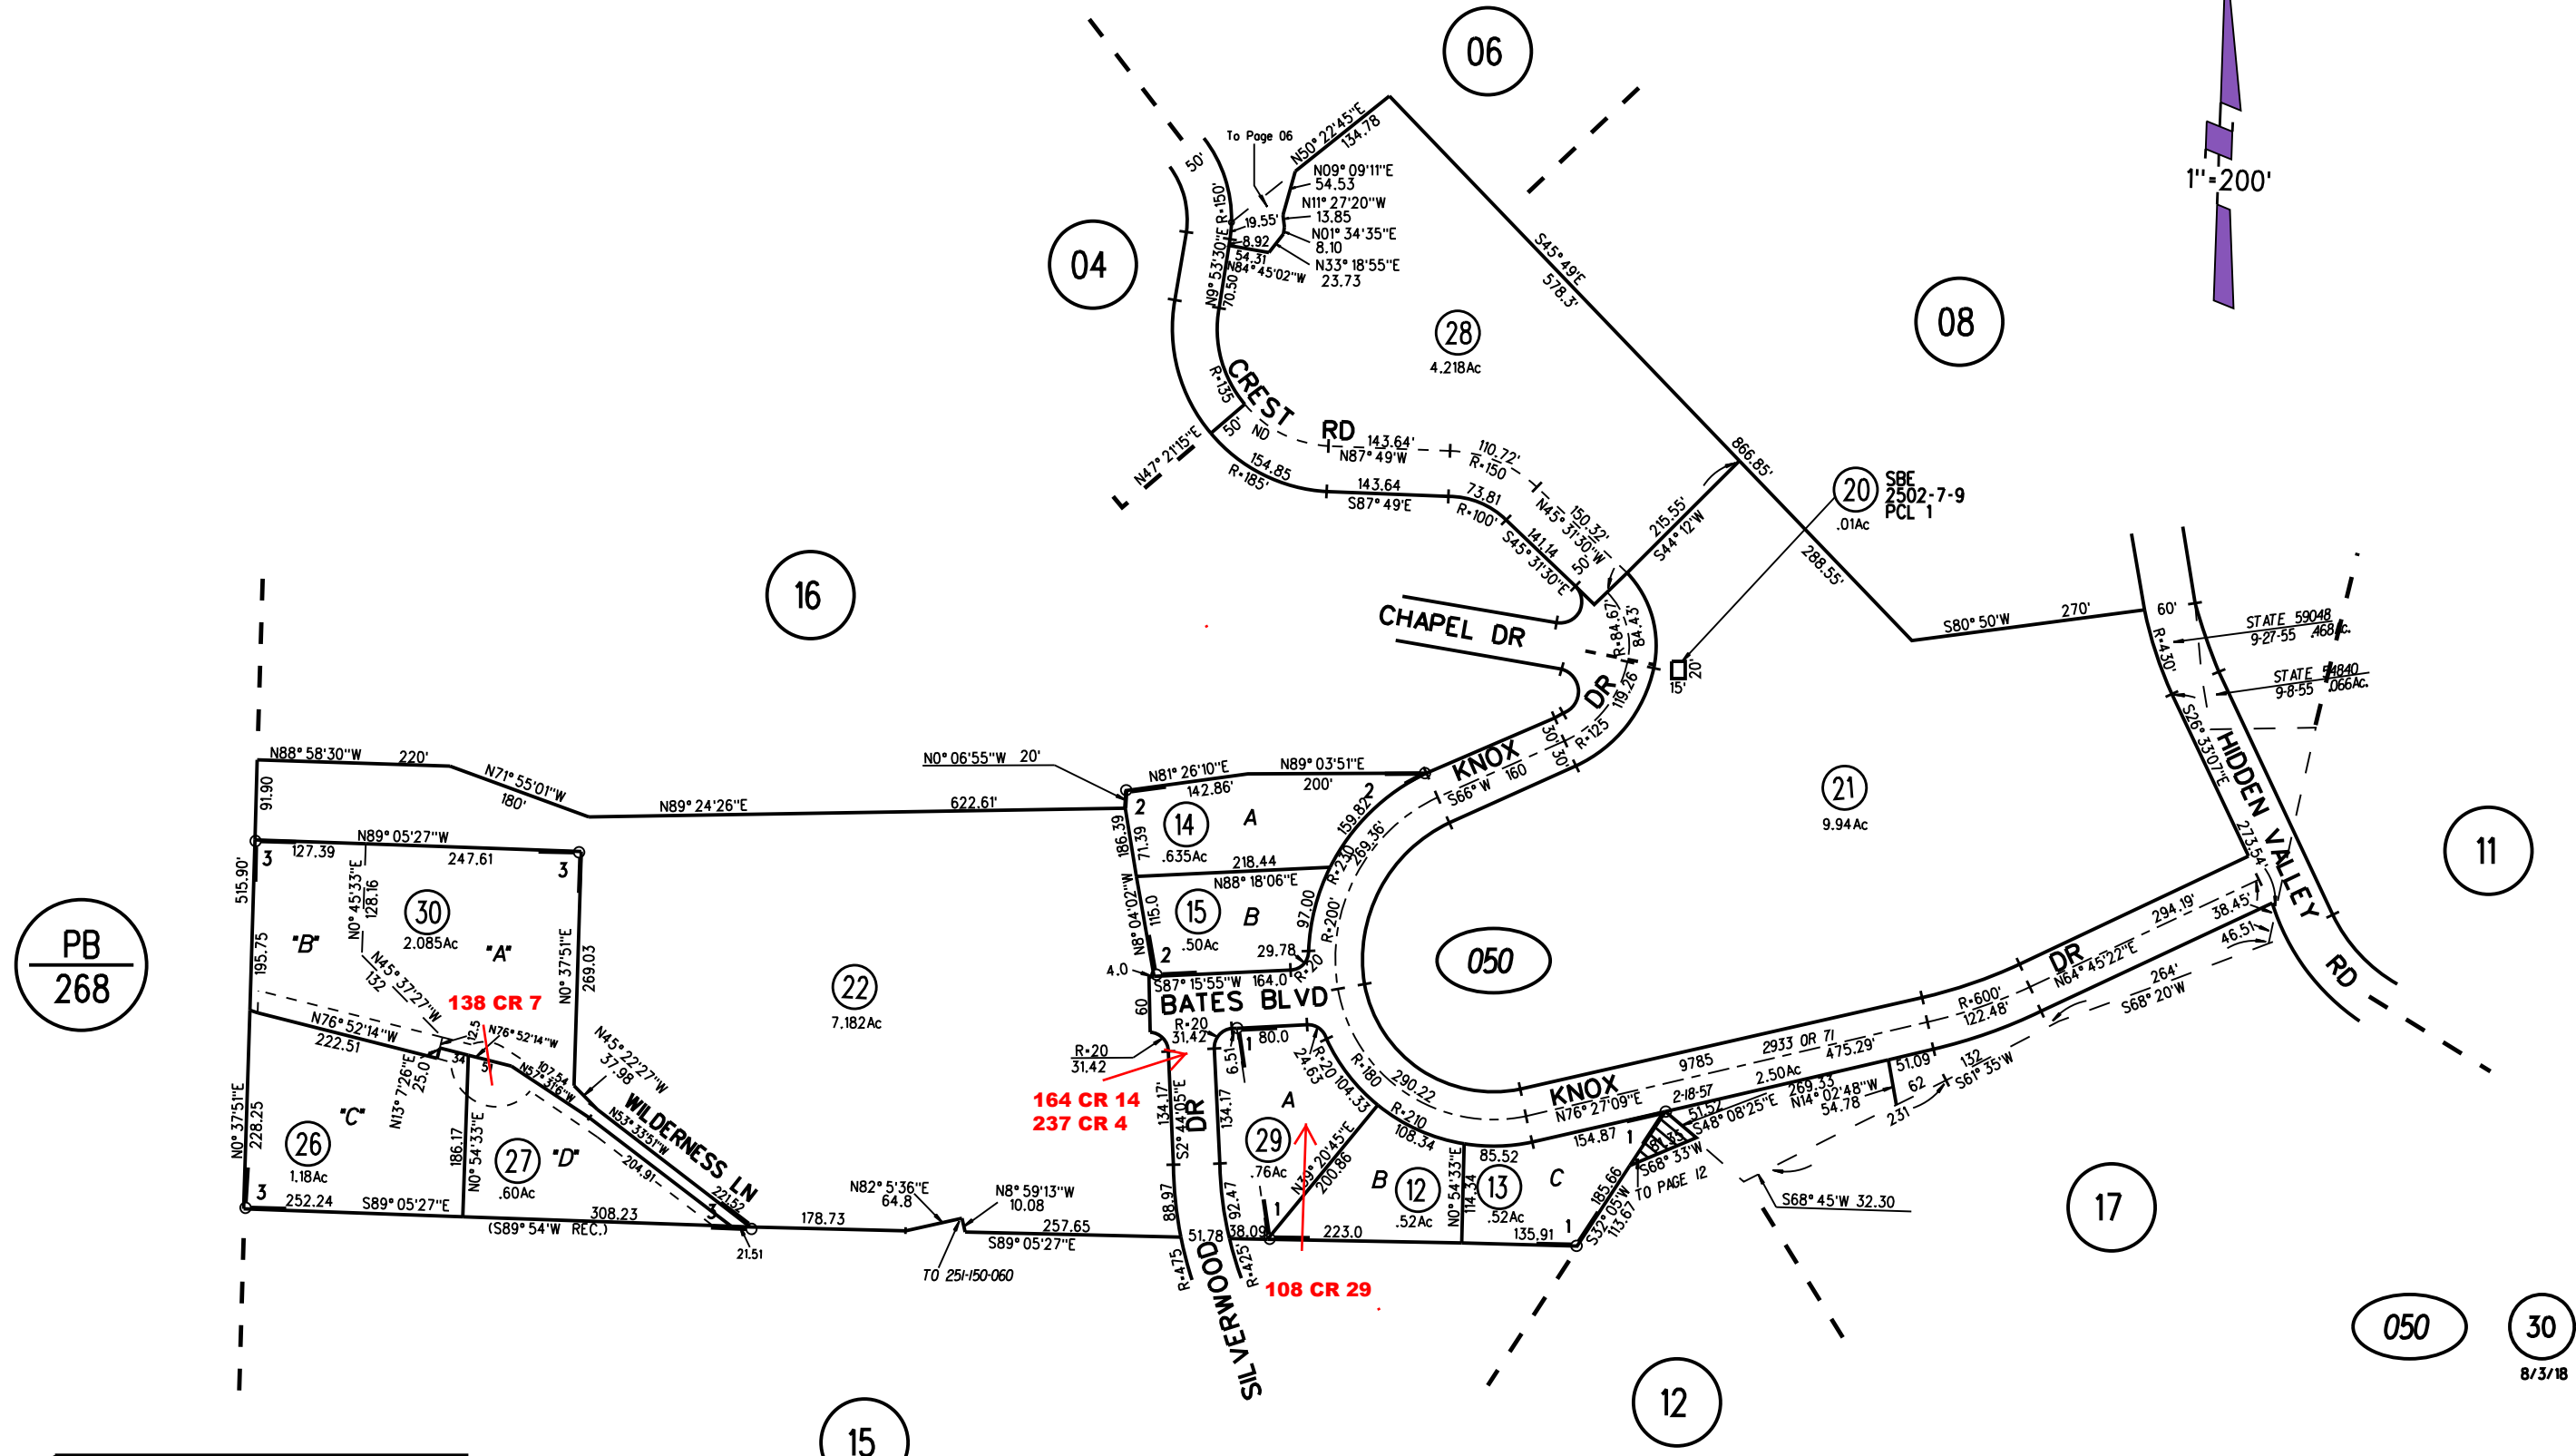 06
50'
To Page 06
N50° 22'45"E
134.78
N09° 09'11"E
54.53
N11° 27'20"W
13.85
N01° 34'35"E
8.10
N33° 18'55"E
23.73
R=150'
19.55'
8.92
54.31
N84° 45'02"W
N9° 53'30"E
70.50
1"=200'
04
S45° 49'E
578.3'
08
28
4.218Ac
CREST RD
R=135
50'
ND
N47° 21'15"E
154.85
R=185'
143.64'
N87° 49'W
143.64
S87° 49'E
110.72'
R=150
73.81
R=100'
150.32'
N45° 31'30"W
141.14
S45° 31'30"E
50'
866.85'
215.55'
S44° 12'W
20
.01Ac
SBE
2502-7-9
PCL 1
288.55'
16
CHAPEL DR
R=84.67'
84.43'
15'
20'
119.26
R=125
S80° 50'W
270'
60'
R=430'
STATE 59048
9-27-55 .468Ac.
STATE 54840
9-8-55 .066Ac.
S26° 33'07"E
273.54'
HIDDEN VALLEY RD
N88° 58'30"W
220'
N71° 55'01"W
180'
91.90
N89° 24'26"E
622.61'
N0° 06'55"W 20'
N81° 26'10"E
142.86'
N89° 03'51"E
200'
2
2
KNOX DR
S66° W
160
30'
30'
21
9.94Ac
11
14
.635Ac
A
186.39
71.39
159.82
269.36'
R=230
218.44
N88° 18'06"E
15
.50Ac
B
N8° 04'02"W
115.0
97.00
R=200'
29.78
R=20
2
4.0
S87° 15'55"W 164.0
N89° 05'27"W
127.39
247.61
3
3
515.90'
N0° 45'33"E
128.16
30
2.085Ac
"B"
"A"
195.75
N45° 37'27"W
132
N0° 37'51"E
269.03
PB
268
22
7.182Ac
050
138 CR 7
N76° 52'14"W
222.51
12.5
N76° 52'14"W
34
N13° 7'26"E
25.0
107.54
N57° 31'6"W
N45° 22'27"W
37.98
BATES BLVD
60
R=20
31.42
R=20
31.42
6.51
1
80.0
24.63
R=20
104.33
R=180
290.22
R=210
108.34
164 CR 14
237 CR 4
WILDERNESS LN
N53° 33'51"W
204.91
221.52
N0° 37'51"E
228.25
"C"
26
1.18Ac
186.17
N0° 54'33"E
27
"D"
.60Ac
3
252.24
S89° 05'27"E
308.23
(S89° 54'W REC.)
3
21.51
178.73
N82° 5'36"E
64.8
N8° 59'13"W
10.08
257.65
S89° 05'27"E
TO 251-150-060
134.17'
S2° 44'05"E
134.17
88.97
92.47
51.78
38.09
R=475
R=425'
SILVERWOOD DR
A
29
.76Ac
N39° 20'45"E
200.86
1
223.0
B
12
.52Ac
N0° 54'33"E
114.34
85.52
13
C
.52Ac
135.91
1
154.87
1
185.66
S32° 05'W
113.67
108 CR 29
KNOX DR
N76° 27'09"E
9785
2933 OR 71
475.29'
2-18-57
2.50Ac
269.33
51.52
S48° 08'25"E
81.35
S68° 33'W
TO PAGE 12
N14° 02'48"W
54.78
51.09
62
132
S61° 35'W
231
S68° 45'W 32.30
R=600'
122.48'
N64° 45'22"E
294.19'
38.45'
46.51
264'
S68° 20'W
17
12
15
050
30
8/3/18